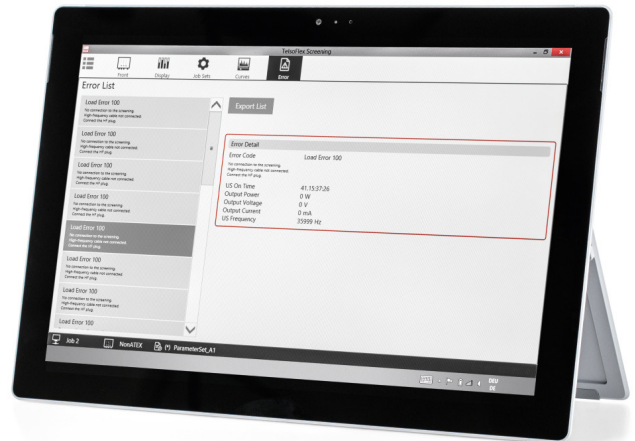 TelsoFlex Screening
Front
Display
Job Sets
Curves
Error
Error List
Load Error 100
No connection to the screening.
High-frequency cable not connected.
Connect the HF plug.
Load Error 100
No connection to the screening.
High-frequency cable not connected.
Connect the HF plug.
Load Error 100
No connection to the screening.
High-frequency cable not connected.
Connect the HF plug.
Load Error 100
No connection to the screening.
High-frequency cable not connected.
Connect the HF plug.
Load Error 100
No connection to the screening.
High-frequency cable not connected.
Connect the HF plug.
Load Error 100
No connection to the screening.
High-frequency cable not connected.
Connect the HF plug.
Load Error 100
No connection to the screening.
High-frequency cable not connected.
Connect the HF plug.
Load Error 100
Export List
Error Detail
Error Code Load Error 100
No connection to the screening.
High-frequency cable not connected.
Connect the HF plug.
US On Time 41.15:37:26
Output Power 0 W
Output Voltage 0 V
Output Current 0 mA
US Frequency 35999 Hz
Job 2 NonATEX (*) ParameterSet_A1
DEU